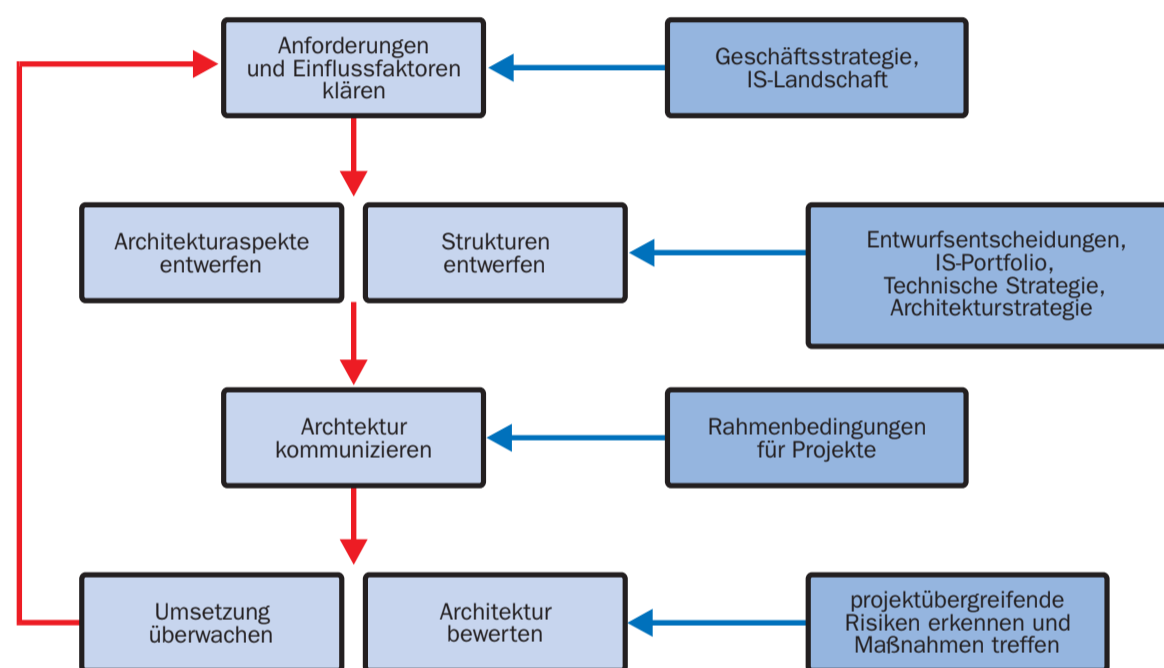 Anforderungen
und Einflussfaktoren
klären
Geschäftsstrategie,
IS-Landschaft
Architekturaspekte
entwerfen
Strukturen
entwerfen
Entwurfsentscheidungen,
IS-Portfolio,
Technische Strategie,
Architekturstrategie
Archtektur
kommunizieren
Rahmenbedingungen
für Projekte
Umsetzung
überwachen
Architektur
bewerten
projektübergreifende
Risiken erkennen und
Maßnahmen treffen